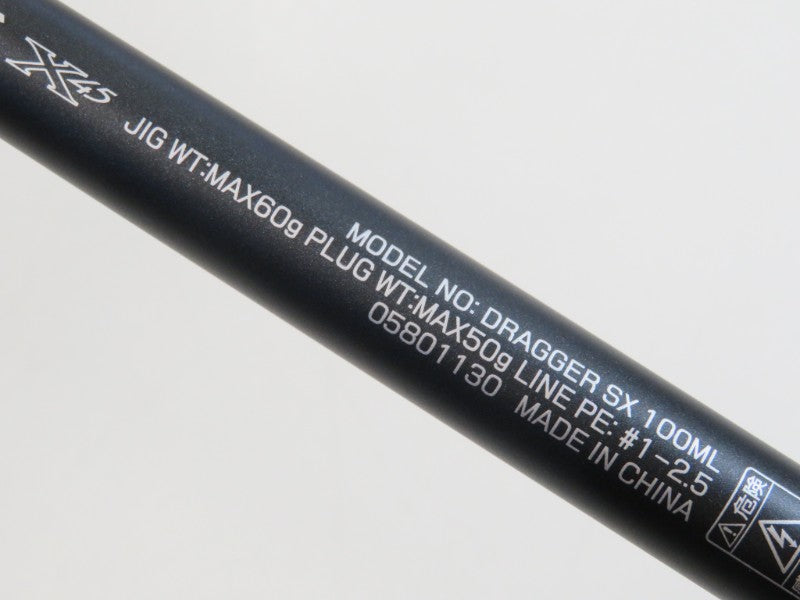 X45
MODEL NO: DRAGGER SX 100ML
JIG WT:MAX60g PLUG WT:MAX50g LINE PE: #1-2.5
05801130 MADE IN CHINA
危険